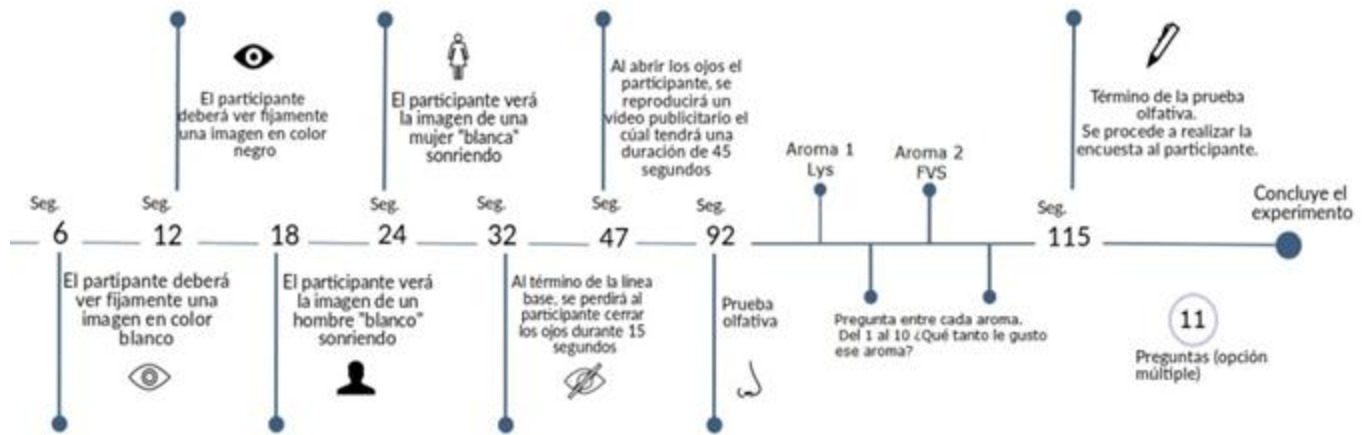 El participante
deberá ver fijamente
una imagen en color
negro
El participante verá
la imagen de una
mujer "blanca"
sonriendo
Al abrir los ojos el
participante, se
reproducirá un
video publicitario el
cúal tendrá una
duración de 45
segundos
Aroma 1
Lys
Aroma 2
FVS
Término de la prueba
olfativa.
Se procede a realizar la
encuesta al participante.
Seg.
6
Seg.
12
18
Seg.
24
Seg.
32
Seg.
47
Seg.
92
Seg.
115
Concluye el
experimento
El partipante deberá
ver fijamente una
imagen en color
blanco
El participante verá
la imagen de un
hombre "blanco"
sonriendo
Al término de la línea
base, se perdirá al
participante cerrar
los ojos durante 15
segundos
Prueba
olfativa
Pregunta entre cada aroma.
Del 1 al 10 ¿Qué tanto le gusto
ese aroma?
11
Preguntas (opción
múltiple)